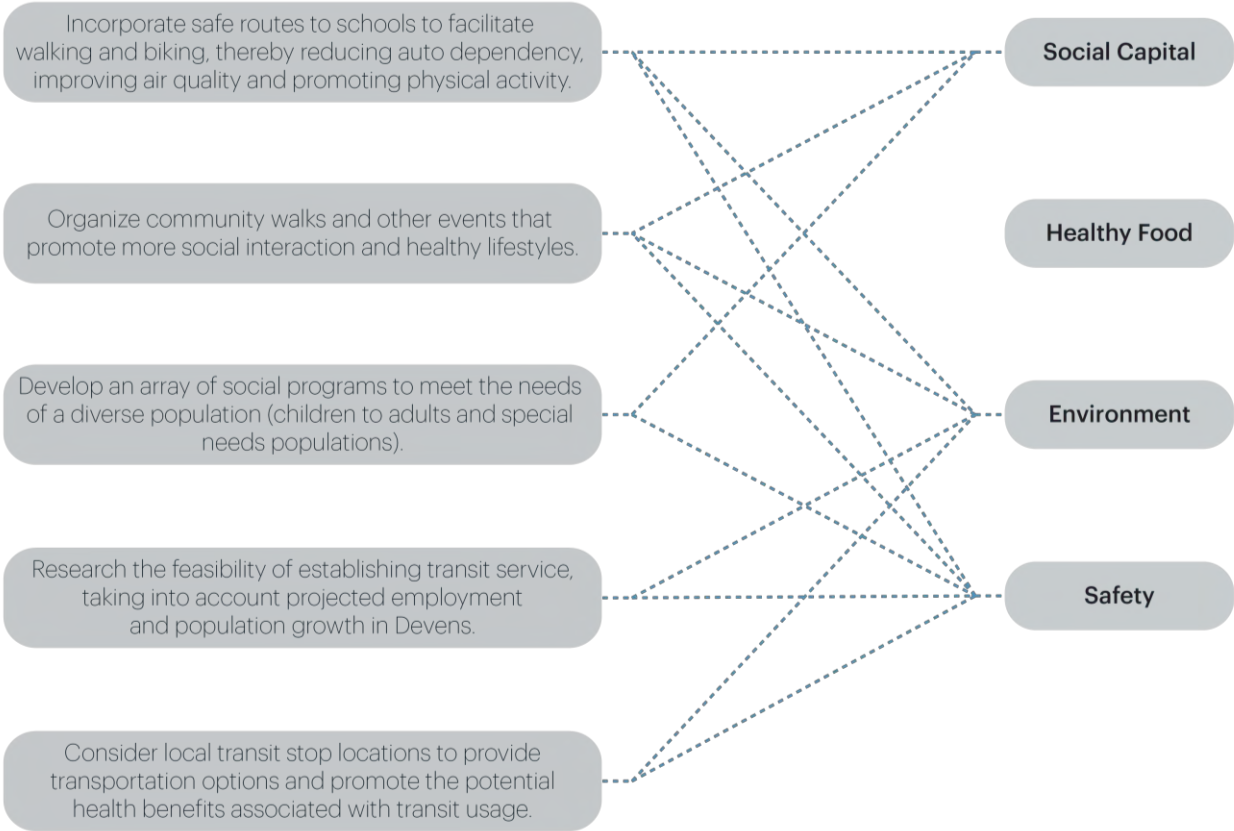 Incorporate safe routes to schools to facilitate
walking and biking, thereby reducing auto dependency,
improving air quality and promoting physical activity.
Social Capital
Organize community walks and other events that
promote more social interaction and healthy lifestyles.
Healthy Food
Develop an array of social programs to meet the needs
of a diverse population (children to adults and special
needs populations).
Environment
Research the feasibility of establishing transit service,
taking into account projected employment
and population growth in Devens.
Safety
Consider local transit stop locations to provide
transportation options and promote the potential
health benefits associated with transit usage.